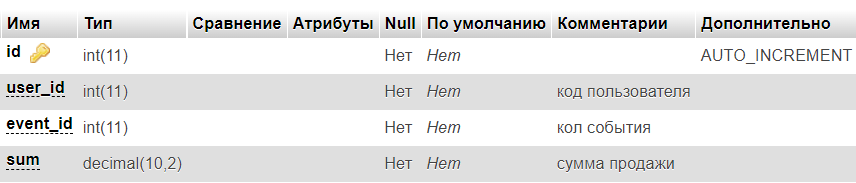 Имя Тип Сравнение Атрибуты Null По умолчанию Комментарии Дополнительно
id int(11) Нет Нет AUTO_INCREMENT
user_id int(11) Нет Нет код пользователя
event_id int(11) Нет Нет кол события
sum decimal(10,2) Нет Нет сумма продажи